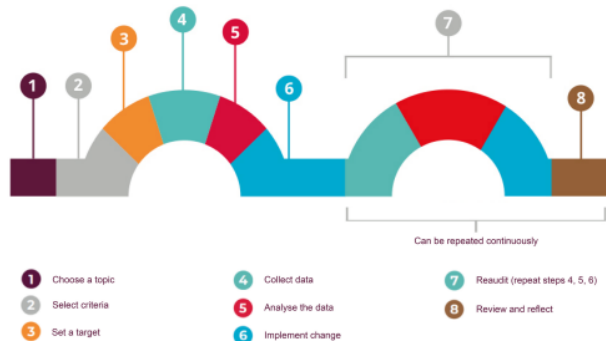 1
2
3
4
5
6
7
8
Can be repeated continuously
1 Choose a topic
2 Select criteria
3 Set a target
4 Collect data
5 Analyse the data
6 Implement change
7 Reaudit (repeat steps 4, 5, 6)
8 Review and reflect